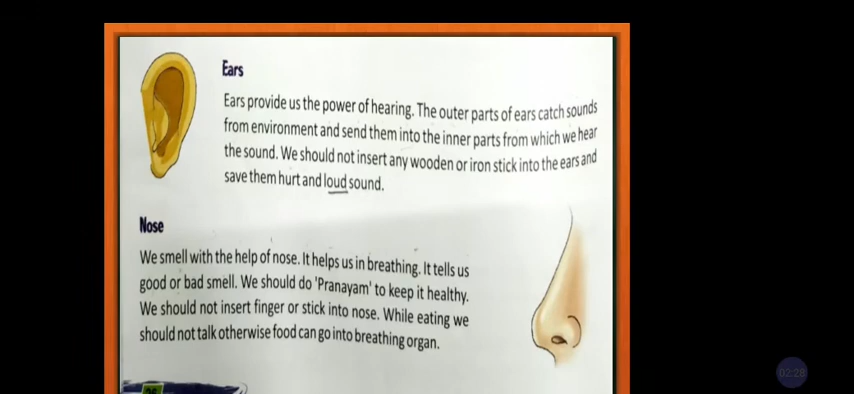 Ears
Ears provide us the power of hearing. The outer parts of ears catch sounds
from environment and send them into the inner parts from which we hear
the sound. We should not insert any wooden or iron stick into the ears and
save them hurt and loud sound.
Nose
We smell with the help of nose. It helps us in breathing. It tells us
good or bad smell. We should do 'Pranayam' to keep it healthy.
We should not insert finger or stick into nose. While eating we
should not talk otherwise food can go into breathing organ.
02:28